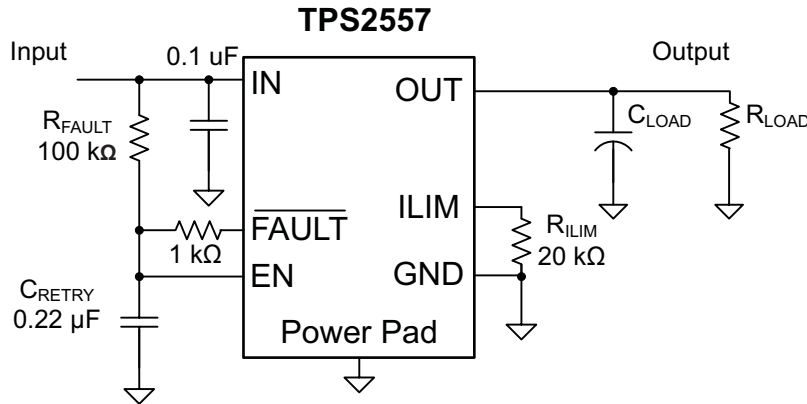 TPS2557
Input
0.1 uF
Output
IN
OUT
R_FAULT
100 kΩ
C_LOAD
R_LOAD
ILIM
FAULT
1 kΩ
R_ILIM
20 kΩ
EN
GND
C_RETRY
0.22 µF
Power Pad